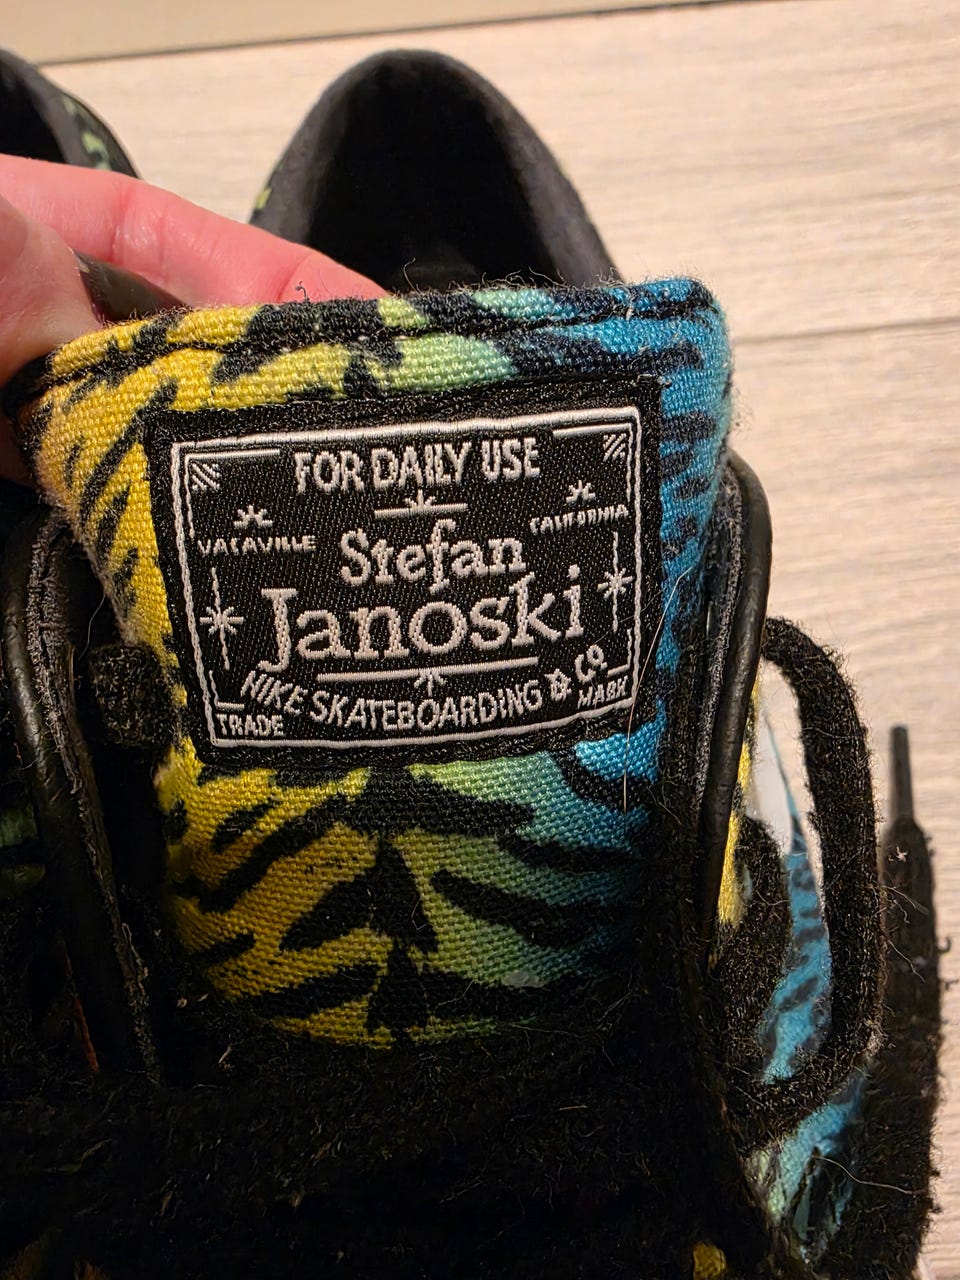 FOR DAILY USE
VACAVILLE
CALIFORNIA
Stefan
Janoski
NIKE SKATEBOARDING & CO
TRADE
MARK